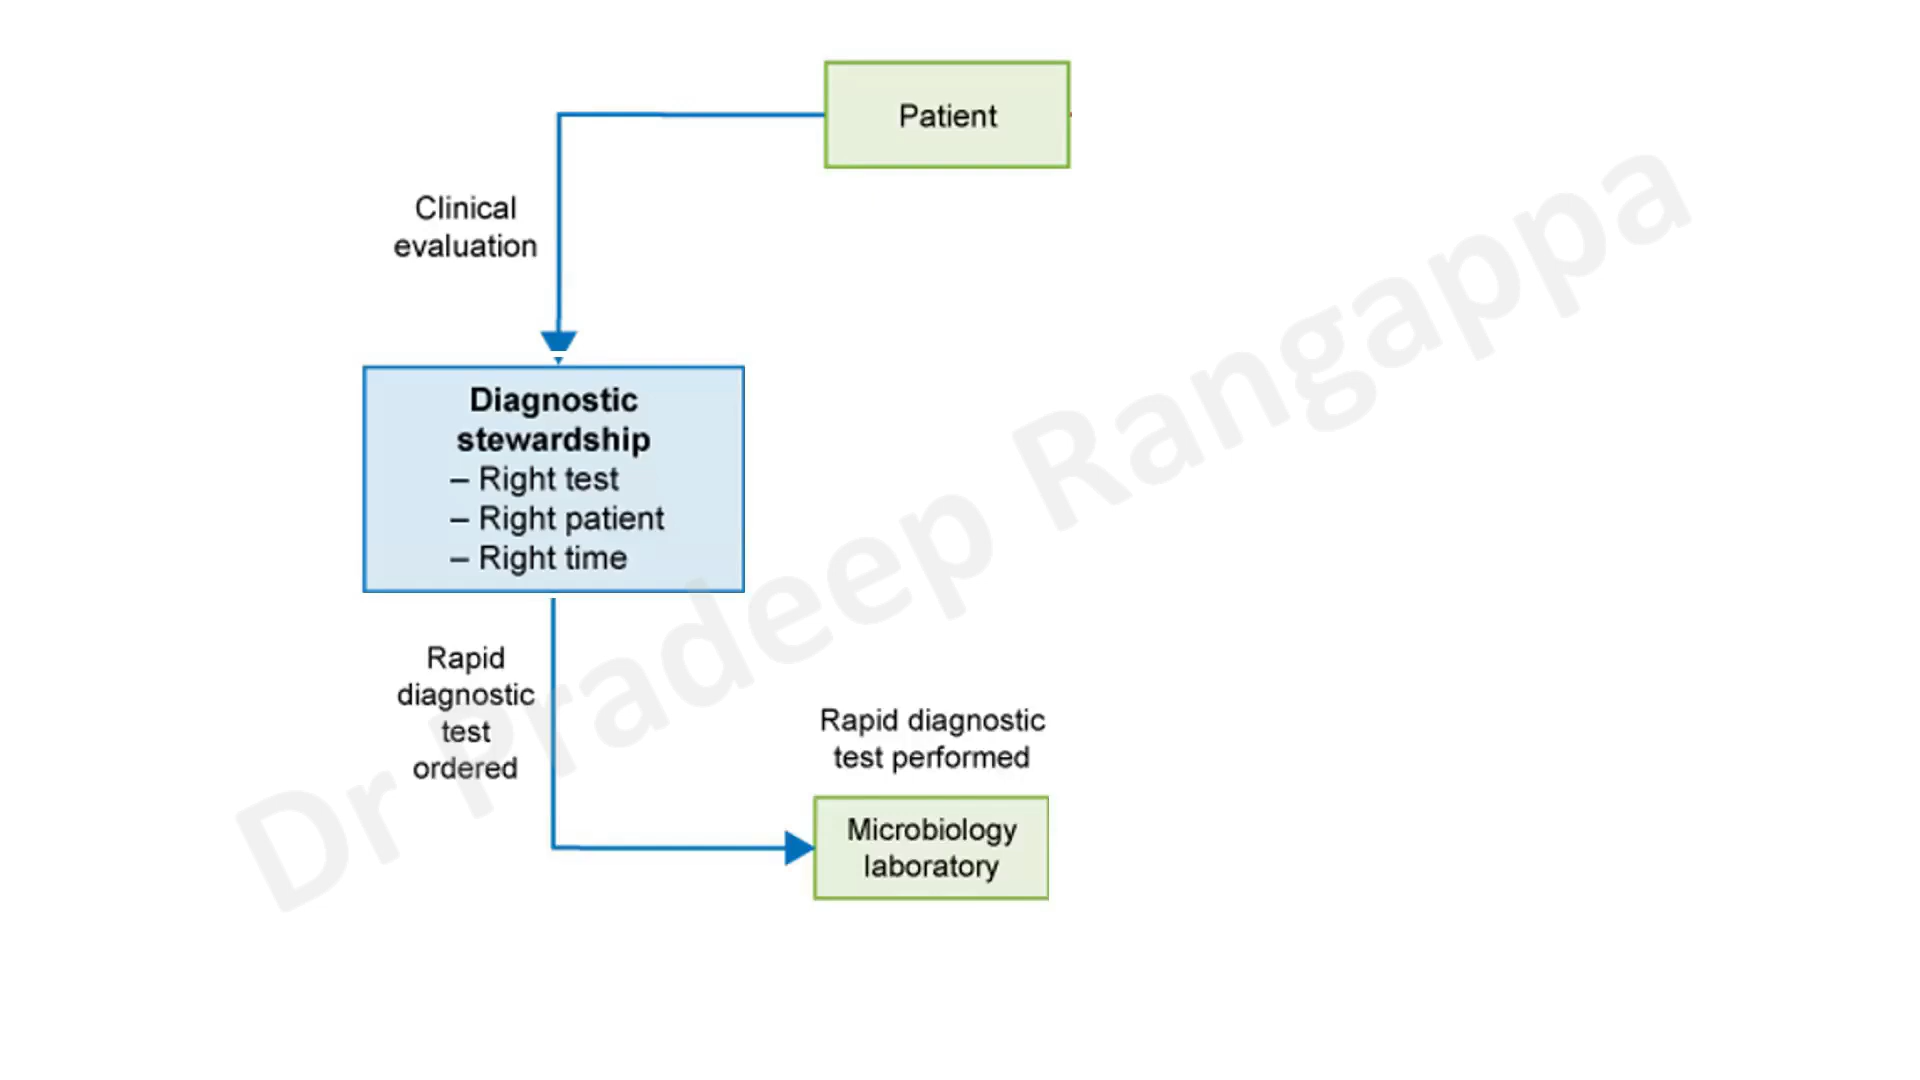 Patient
Clinical
evaluation
Diagnostic
stewardship
– Right test
– Right patient
– Right time
Rapid
diagnostic
test
ordered
Rapid diagnostic
test performed
Microbiology
laboratory
Dr Pradeep Rangappa